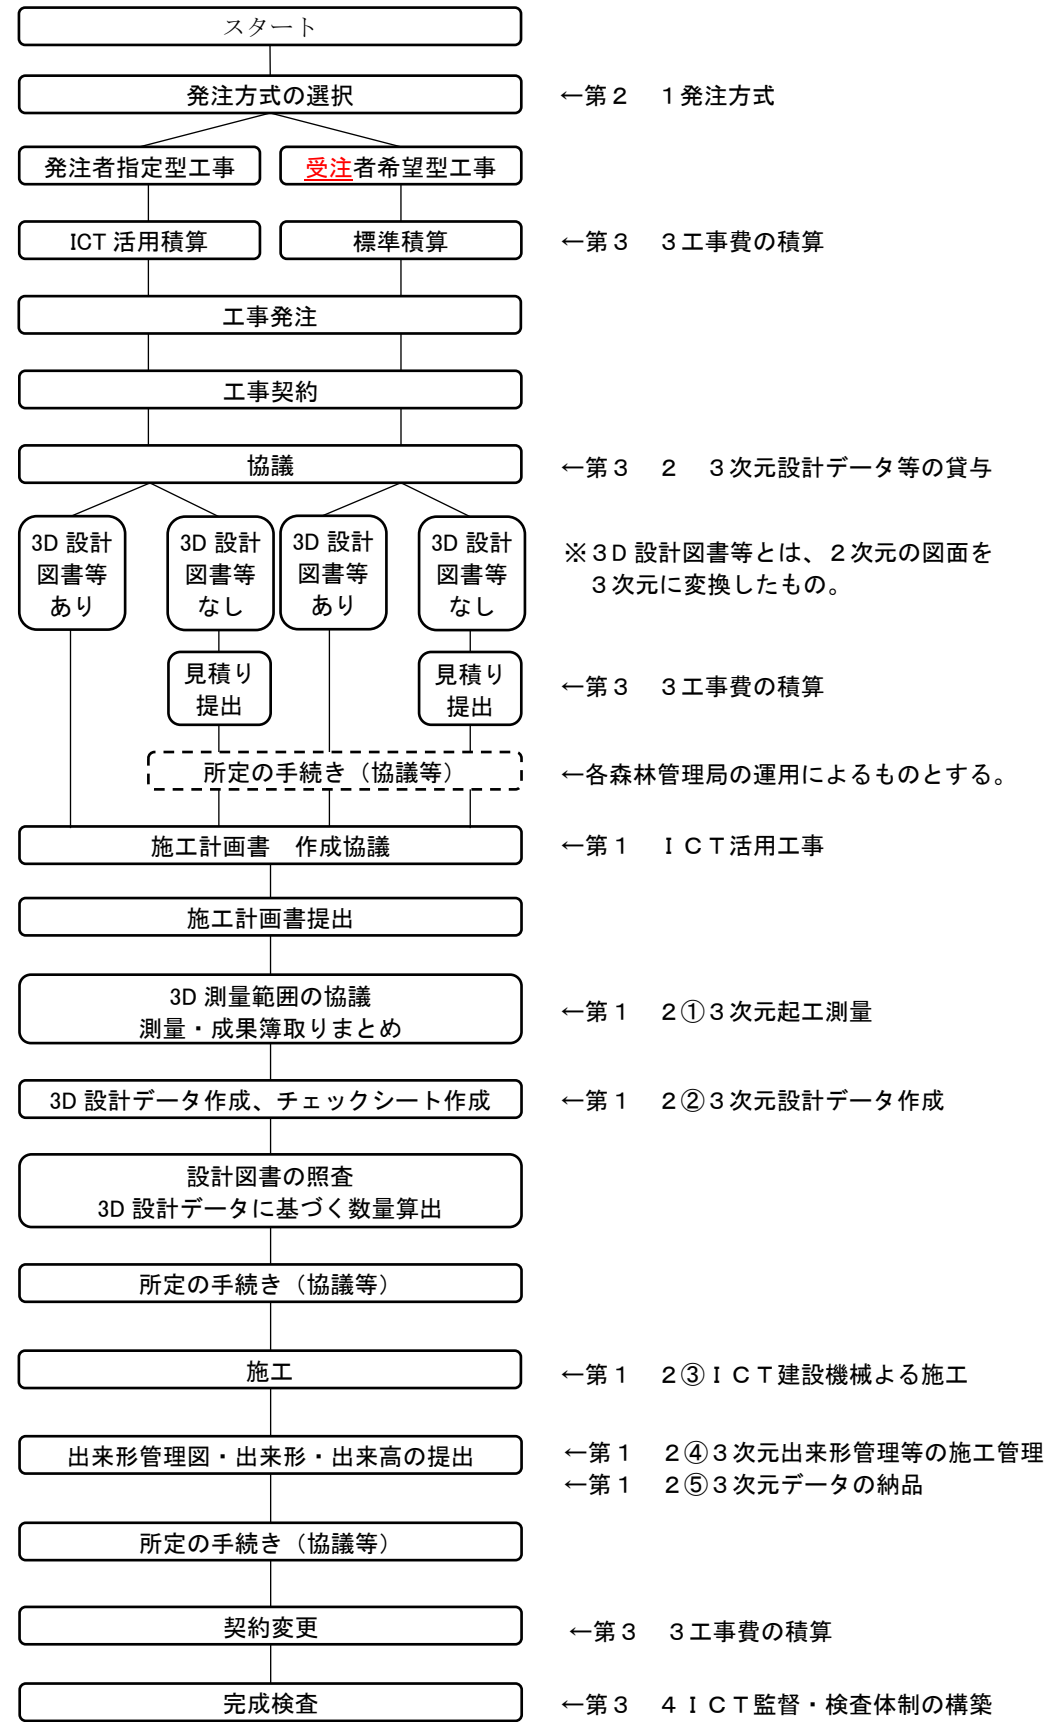 スタート
発注方式の選択
←第２　１発注方式
発注者指定型工事
受注者希望型工事
ICT 活用積算
標準積算
←第３　３工事費の積算
工事発注
工事契約
協議
←第３　２　３次元設計データ等の貸与
3D 設計
図書等
あり
3D 設計
図書等
なし
3D 設計
図書等
あり
3D 設計
図書等
なし
※３D 設計図書等とは、２次元の図面を
３次元に変換したもの。
見積り
提出
見積り
提出
←第３　３工事費の積算
所定の手続き（協議等）
←各森林管理局の運用によるものとする。
施工計画書　作成協議
←第１　ＩＣＴ活用工事
施工計画書提出
3D 測量範囲の協議
測量・成果簿取りまとめ
←第１　２①３次元起工測量
3D 設計データ作成、チェックシート作成
←第１　２②３次元設計データ作成
設計図書の照査
3D 設計データに基づく数量算出
所定の手続き（協議等）
施工
←第１　２③ＩＣＴ建設機械よる施工
出来形管理図・出来形・出来高の提出
←第１　２④３次元出来形管理等の施工管理
←第１　２⑤３次元データの納品
所定の手続き（協議等）
契約変更
←第３　３工事費の積算
完成検査
←第３　４ＩＣＴ監督・検査体制の構築